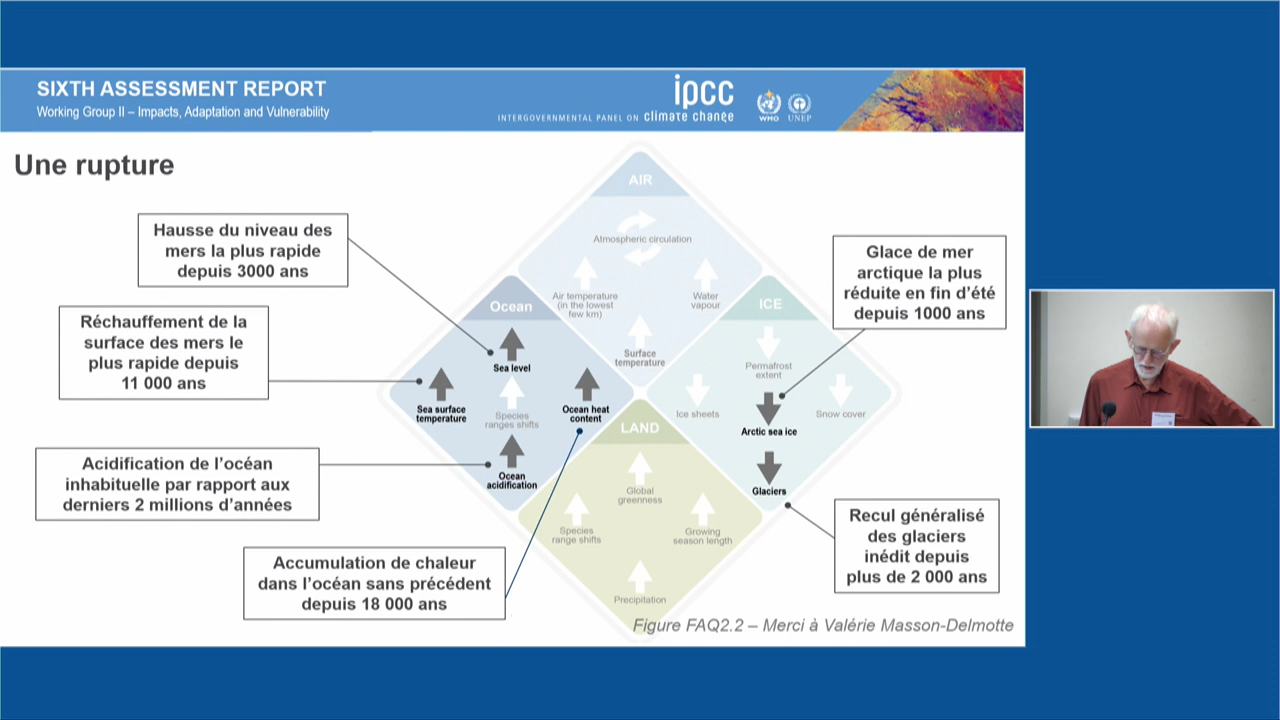 SIXTH ASSESSMENT REPORT
Working Group II – Impacts, Adaptation and Vulnerability
ipcc
INTERGOVERNMENTAL PANEL ON climate change
WMO
UNEP
Une rupture
Hausse du niveau des
mers la plus rapide
depuis 3000 ans
Réchauffement de la
surface des mers le
plus rapide depuis
11 000 ans
Acidification de l'océan
inhabituelle par rapport aux
derniers 2 millions d'années
Accumulation de chaleur
dans l'océan sans précédent
depuis 18 000 ans
AIR
Atmospheric circulation
Air temperature
(in the lowest
few km)
Water
vapour
Surface
temperature
Ocean
Sea level
Sea surface
temperature
Species
ranges shifts
Ocean heat
content
Ocean
acidification
ICE
Permafrost
extent
Ice sheets
Snow cover
Arctic sea ice
Glaciers
LAND
Global
greenness
Species
range shifts
Growing
season length
Precipitation
Glace de mer
arctique la plus
réduite en fin d'été
depuis 1000 ans
Recul généralisé
des glaciers
inédit depuis
plus de 2 000 ans
Figure FAQ2.2 – Merci à Valérie Masson-Delmotte